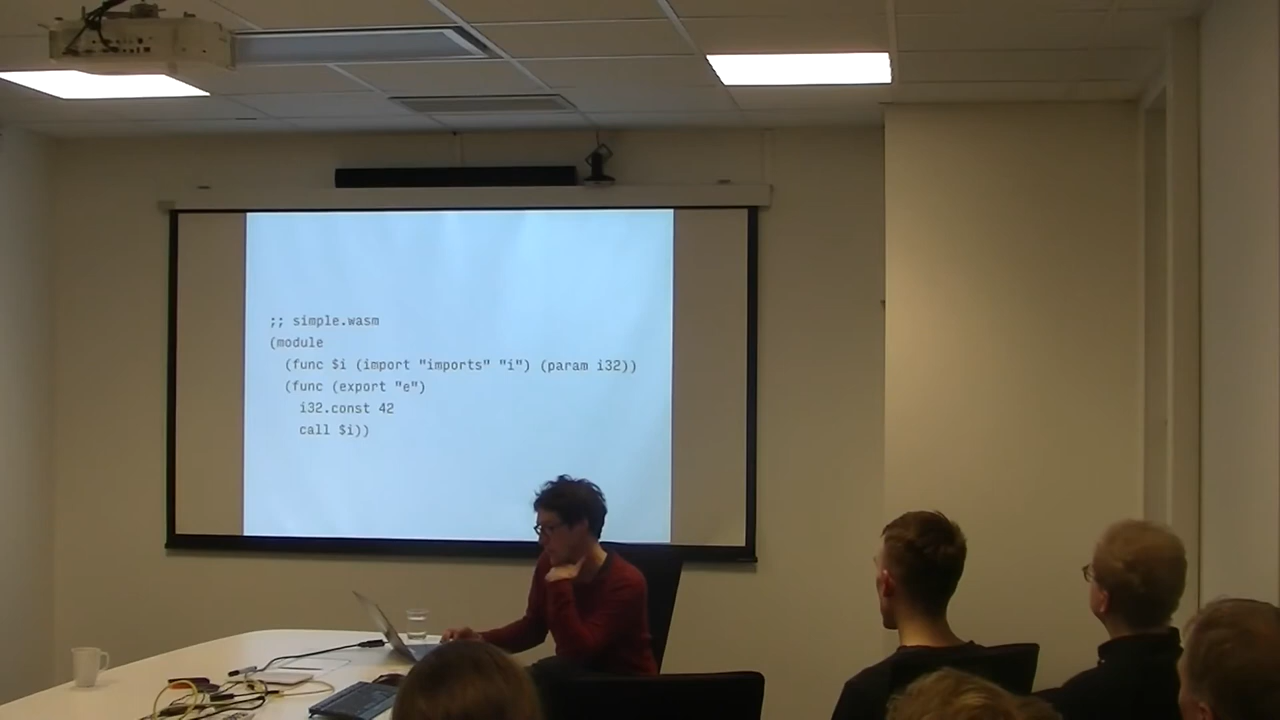 ;; simple.wasm
(module
(func $i (import "imports" "i") (param i32))
(func (export "e")
i32.const 42
call $i))